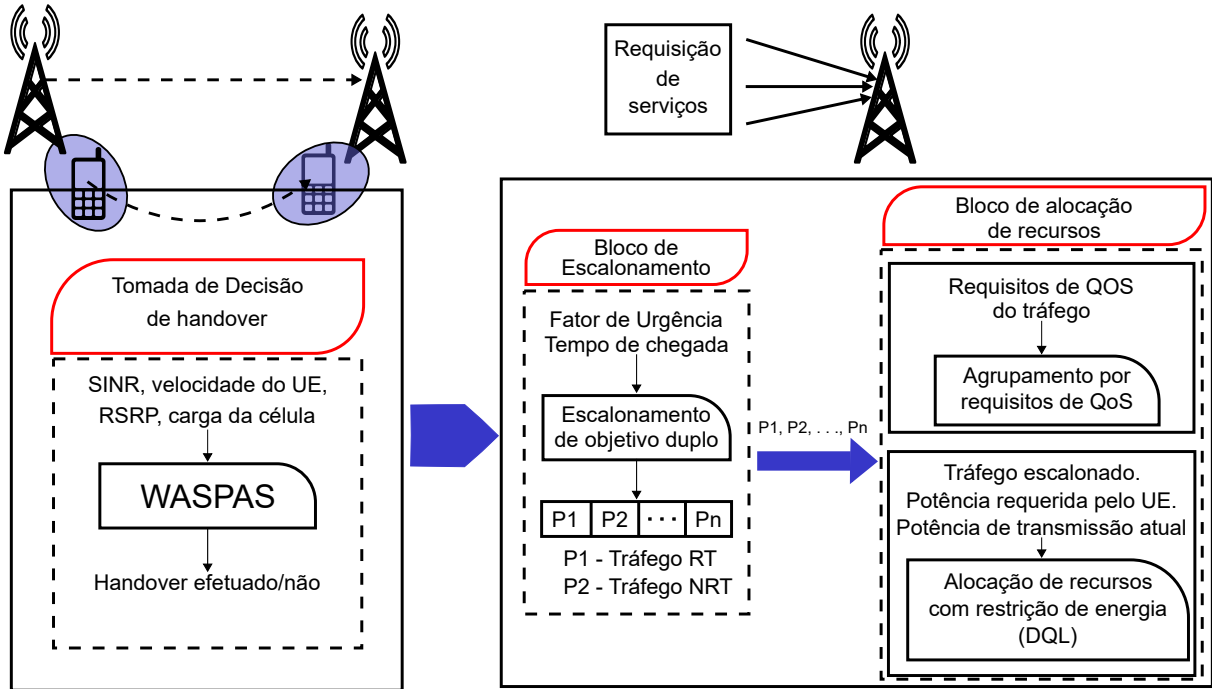 Tomada de Decisão
de handover
SINR, velocidade do UE,
RSRP, carga da célula
WASPAS
Handover efetuado/não
Requisição
de
serviços
Bloco de
Escalonamento
Fator de Urgência
Tempo de chegada
Escalonamento
de objetivo duplo
P1 P2 · · · Pn
P1 - Tráfego RT
P2 - Tráfego NRT
P1, P2, . . ., Pn
Bloco de alocação
de recursos
Requisitos de QOS
do tráfego
Agrupamento por
requisitos de QoS
Tráfego escalonado.
Potência requerida pelo UE.
Potência de transmissão atual
Alocação de recursos
com restrição de energia
(DQL)